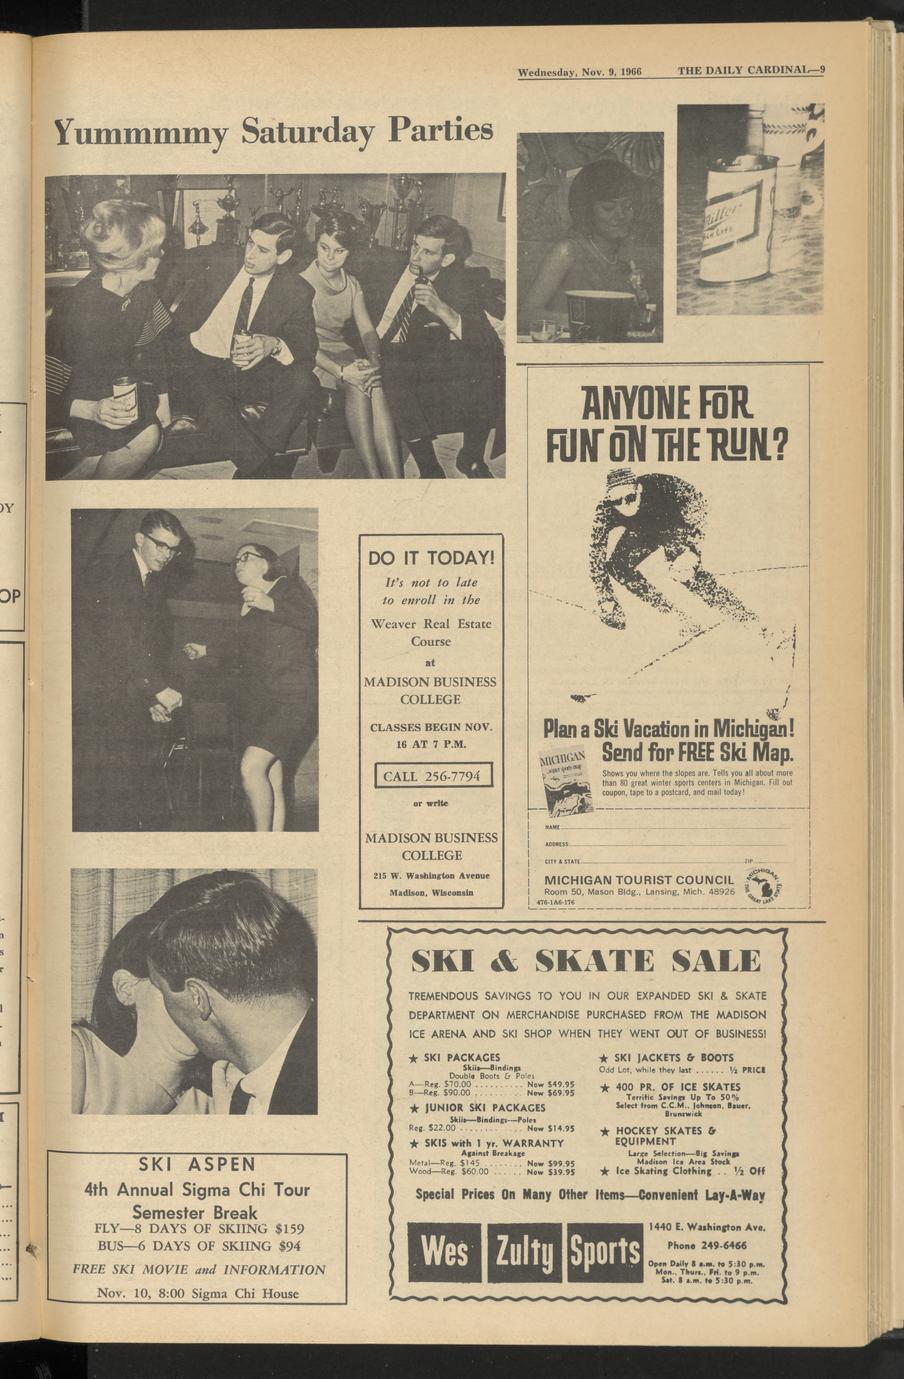 Wednesday, Nov. 9, 1966 THE DAILY CARDINAL—9
Yummmmy Saturday Parties
Miller
HIGH LIFE
DO IT TODAY!
It's not to late
to enroll in the
Weaver Real Estate
Course
at
MADISON BUSINESS
COLLEGE
CLASSES BEGIN NOV.
16 AT 7 P.M.
CALL 256-7794
or write
MADISON BUSINESS
COLLEGE
215 W. Washington Avenue
Madison, Wisconsin
ANYONE FOR
FUN ON THE RUN?
Plan a Ski Vacation in Michigan!
Send for FREE Ski Map.
MICHIGAN
Shows you where the slopes are. Tells you all about more
than 80 great winter sports centers in Michigan. Fill out
coupon, tape to a postcard, and mail today!
NAME
ADDRESS
CITY & STATE ZIP
MICHIGAN TOURIST COUNCIL
Room 50, Mason Bldg., Lansing, Mich. 48926
476-1A6-176
MICHIGAN
SKI ASPEN
4th Annual Sigma Chi Tour
Semester Break
FLY—8 DAYS OF SKIING $159
BUS—6 DAYS OF SKIING $94
FREE SKI MOVIE and INFORMATION
Nov. 10, 8:00 Sigma Chi House
SKI & SKATE SALE
TREMENDOUS SAVINGS TO YOU IN OUR EXPANDED SKI & SKATE
DEPARTMENT ON MERCHANDISE PURCHASED FROM THE MADISON
ICE ARENA AND SKI SHOP WHEN THEY WENT OUT OF BUSINESS!
★ SKI PACKAGES
Skiis—Bindings
Double Boots & Poles
A—Reg. $70.00 .......... Now $49.95
B—Reg. $90.00 .......... Now $69.95
★ JUNIOR SKI PACKAGES
Skiis—Bindings—Poles
Reg. $22.00 .......... Now $14.95
★ SKIS with 1 yr. WARRANTY
Against Breakage
Metal—Reg. $145 ........ Now $99.95
Wood—Reg. $60.00 .... Now $39.95
★ SKI JACKETS & BOOTS
Odd Lot, while they last ...... ½ PRICE
★ 400 PR. OF ICE SKATES
Terrific Savings Up To 50%
Select from C.C.M., Johnson, Bauer,
Brunswick
★ HOCKEY SKATES &
EQUIPMENT
Large Selection—Big Savings
Madison Ice Area Stock
★ Ice Skating Clothing .. ½ Off
Special Prices On Many Other Items—Convenient Lay-A-Way
Wes Zulty Sports
1440 E. Washington Ave.
Phone 249-6466
Open Daily 8 a.m. to 5:30 p.m.
Mon., Thurs., Fri. to 9 p.m.
Sat. 8 a.m. to 5:30 p.m.